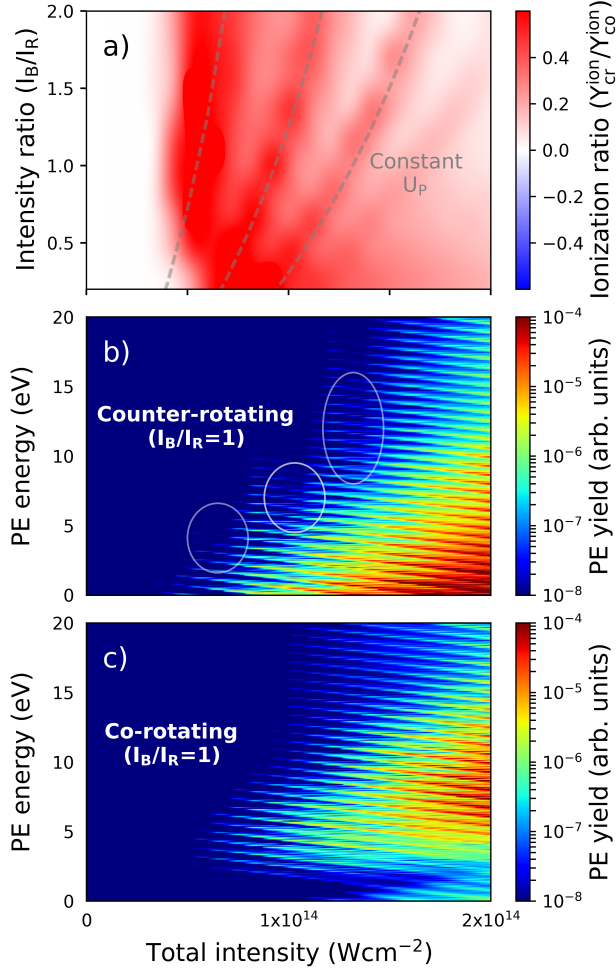 a)
Intensity ratio (I_B/I_R)
2.0
1.5
1.0
0.5
Constant
U_P
0.4
0.2
0.0
−0.2
−0.4
Ionization ratio (Y_cr^ion/Y_co^ion)
b)
PE energy (eV)
20
15
10
5
0
Counter-rotating
(I_B/I_R=1)
10^−4
10^−5
10^−6
10^−7
10^−8
PE yield (arb. units)
c)
PE energy (eV)
20
15
10
5
0
Co-rotating
(I_B/I_R=1)
10^−4
10^−5
10^−6
10^−7
10^−8
PE yield (arb. units)
0
1x10^14
2x10^14
Total intensity (Wcm^−2)